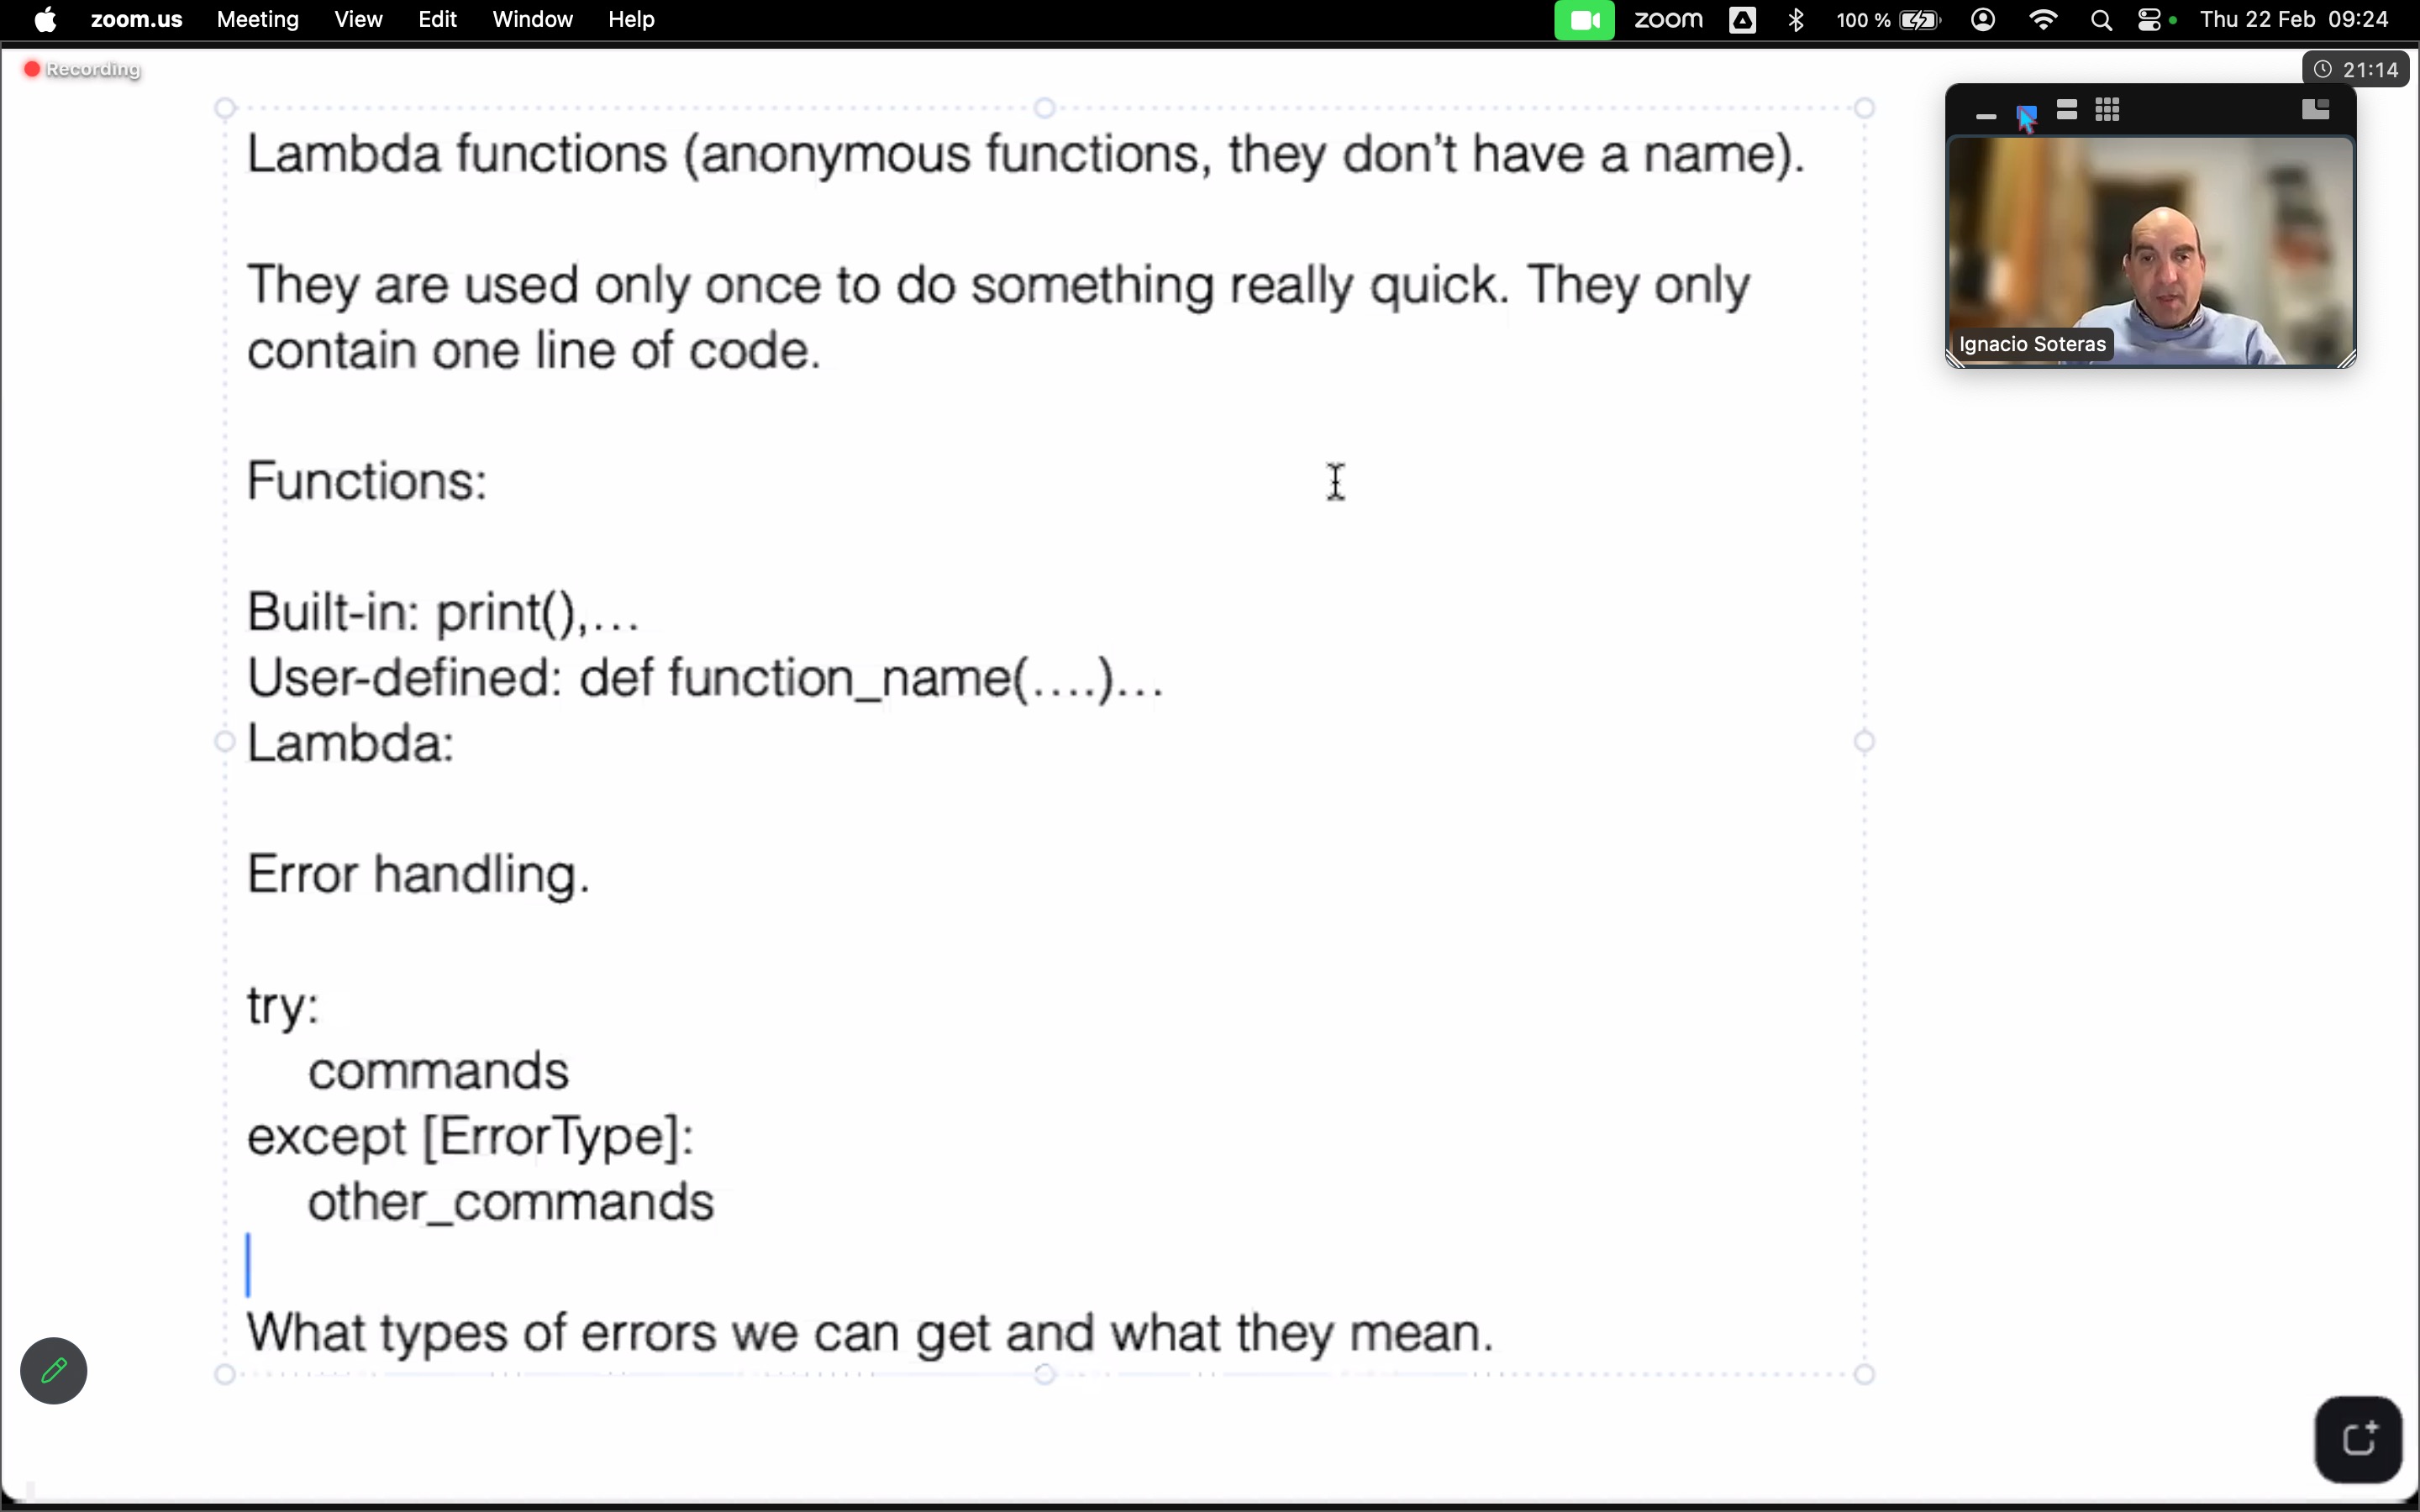 zoom.us Meeting View Edit Window Help zoom 100 % Thu 22 Feb 09:24
Recording
21:14
Lambda functions (anonymous functions, they don't have a name).
They are used only once to do something really quick. They only
contain one line of code.
Functions:
Built-in: print(),...
User-defined: def function_name(....)...
Lambda:
Error handling.
try:
commands
except [ErrorType]:
other_commands
What types of errors we can get and what they mean.
Ignacio Soteras